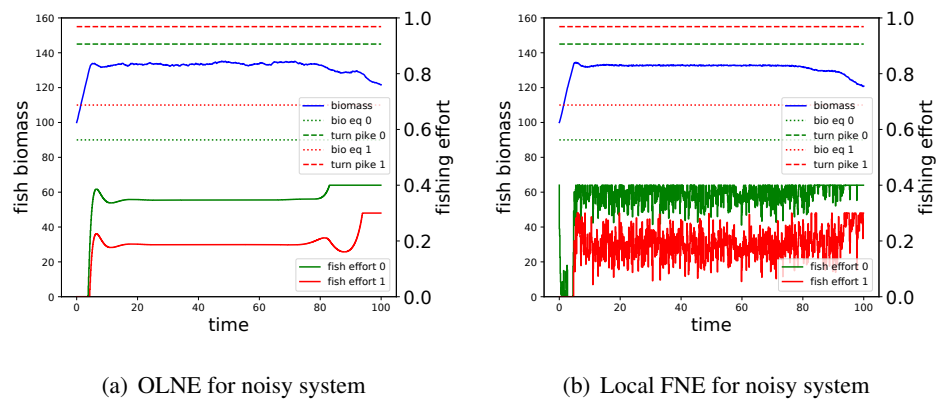 160
140
120
100
80
60
40
20
0
fish biomass
0 20 40 60 80 100
time
1.0
0.8
0.6
0.4
0.2
0.0
fishing effort
biomass
bio eq 0
turn pike 0
bio eq 1
turn pike 1
fish effort 0
fish effort 1
(a) OLNE for noisy system
160
140
120
100
80
60
40
20
0
fish biomass
0 20 40 60 80 100
time
1.0
0.8
0.6
0.4
0.2
0.0
fishing effort
biomass
bio eq 0
turn pike 0
bio eq 1
turn pike 1
fish effort 0
fish effort 1
(b) Local FNE for noisy system